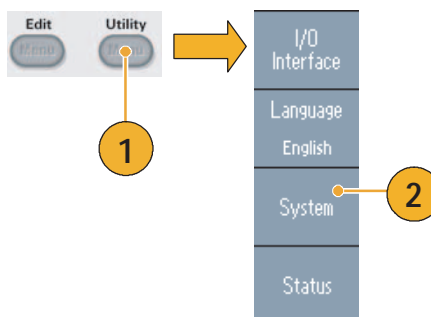 Edit
Utility
Menu
1
I/O
Interface
Language
English
System
2
Status